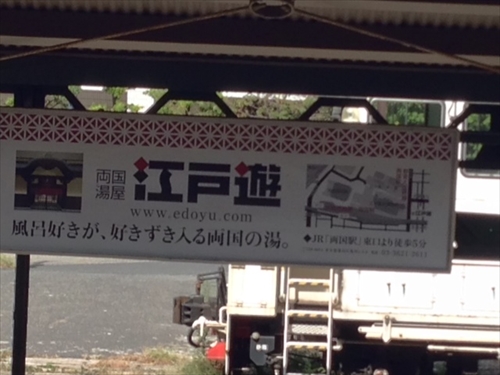 両国
湯屋
江戸遊
www.edoyu.com
風呂好きが、好きずき入る両国の湯。
◆JR「両国駅」東口より徒歩5分